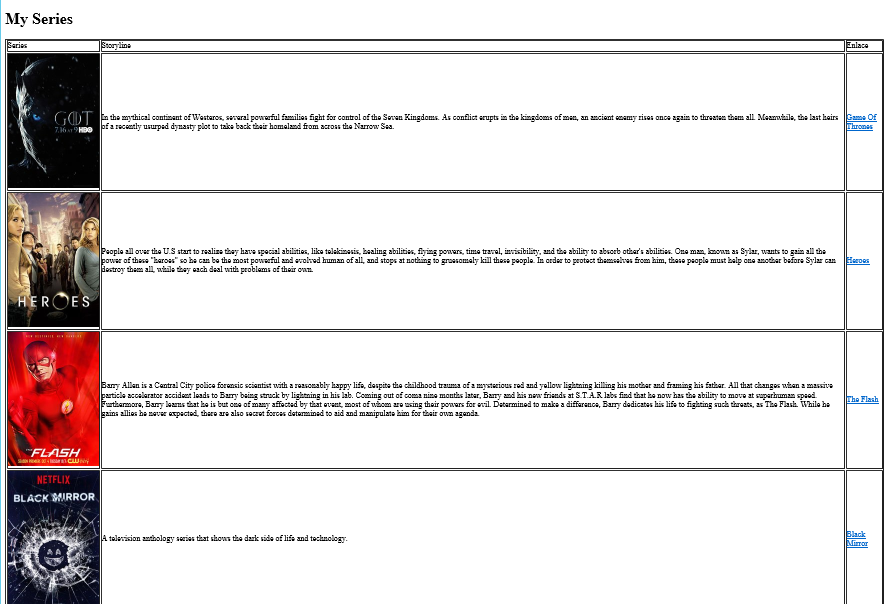 My Series
Series
Storyline
Enlace
GOT
7.16 HBO
In the mythical continent of Westeros, several powerful families fight for control of the Seven Kingdoms. As conflict erupts in the kingdoms of men, an ancient enemy rises once again to threaten them all. Meanwhile, the last heirs
of a recently usurped dynasty plot to take back their homeland from across the Narrow Sea.
Game Of
Thrones
HEROES
People all over the U.S start to realize they have special abilities, like telekinesis, healing abilities, flying powers, time travel, invisibility, and the ability to absorb other's abilities. One man, known as Sylar, wants to gain all the
power of these "heroes" so he can be the most powerful and evolved human of all, and stops at nothing to gruesomely kill these people. In order to protect themselves from him, these people must help one another before Sylar can
destroy them all, while they each deal with problems of their own.
Heroes
THE FLASH
Barry Allen is a Central City police forensic scientist with a reasonably happy life, despite the childhood trauma of a mysterious red and yellow lightning killing his mother and framing his father. All that changes when a massive
particle accelerator accident leads to Barry being struck by lightning in his lab. Coming out of coma nine months later, Barry and his new friends at S.T.A.R labs find that he now has the ability to move at superhuman speed.
Furthermore, Barry learns that he is but one of many affected by that event, most of whom are using their powers for evil. Determined to make a difference, Barry dedicates his life to fighting such threats, as The Flash. While he
gains allies he never expected, there are also secret forces determined to aid and manipulate him for their own agenda.
The Flash
NETFLIX
BLACK MIRROR
A television anthology series that shows the dark side of life and technology.
Black
Mirror